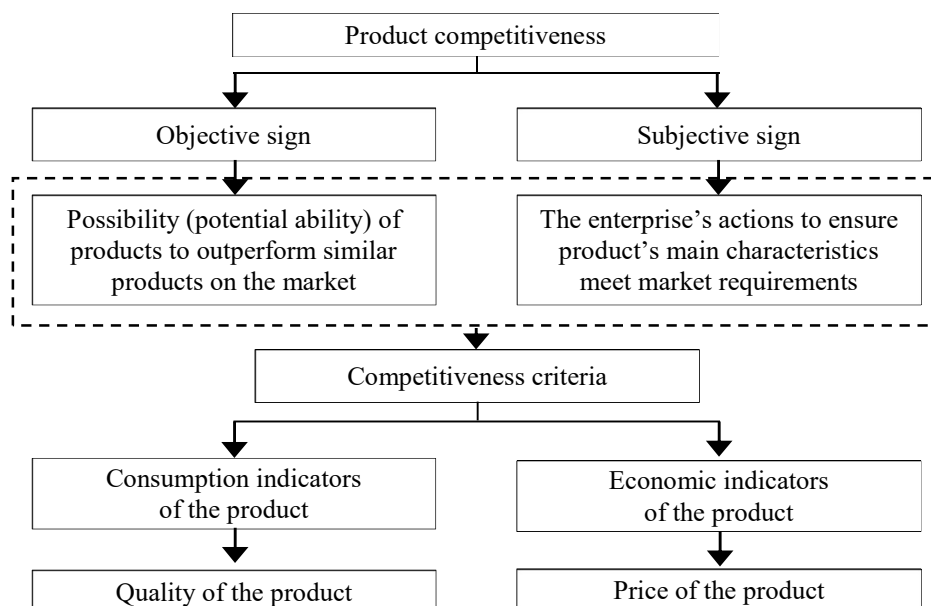 Product competitiveness
Objective sign
Subjective sign
Possibility (potential ability) of
products to outperform similar
products on the market
The enterprise’s actions to ensure
product’s main characteristics
meet market requirements
Competitiveness criteria
Consumption indicators
of the product
Economic indicators
of the product
Quality of the product
Price of the product